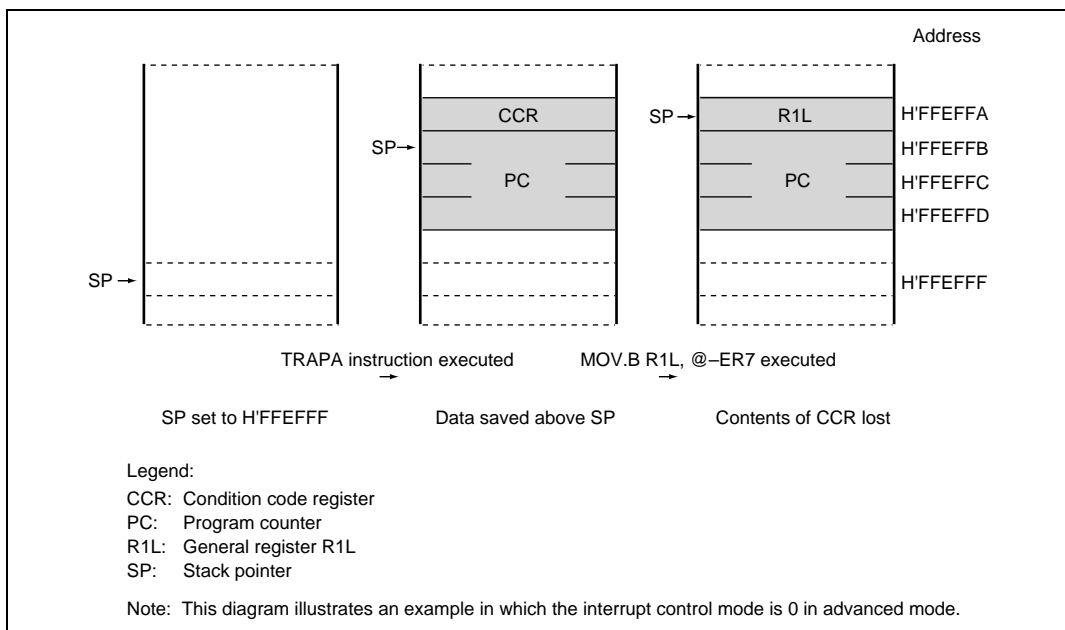 Address
CCR
SP
R1L
H'FFEFFA
SP
H'FFEFFB
PC
PC
H'FFEFFC
H'FFEFFD
SP
H'FFEFFF
TRAPA instruction executed
MOV.B R1L, @–ER7 executed
SP set to H'FFEFFF
Data saved above SP
Contents of CCR lost
Legend:
CCR: Condition code register
PC: Program counter
R1L: General register R1L
SP: Stack pointer
Note: This diagram illustrates an example in which the interrupt control mode is 0 in advanced mode.